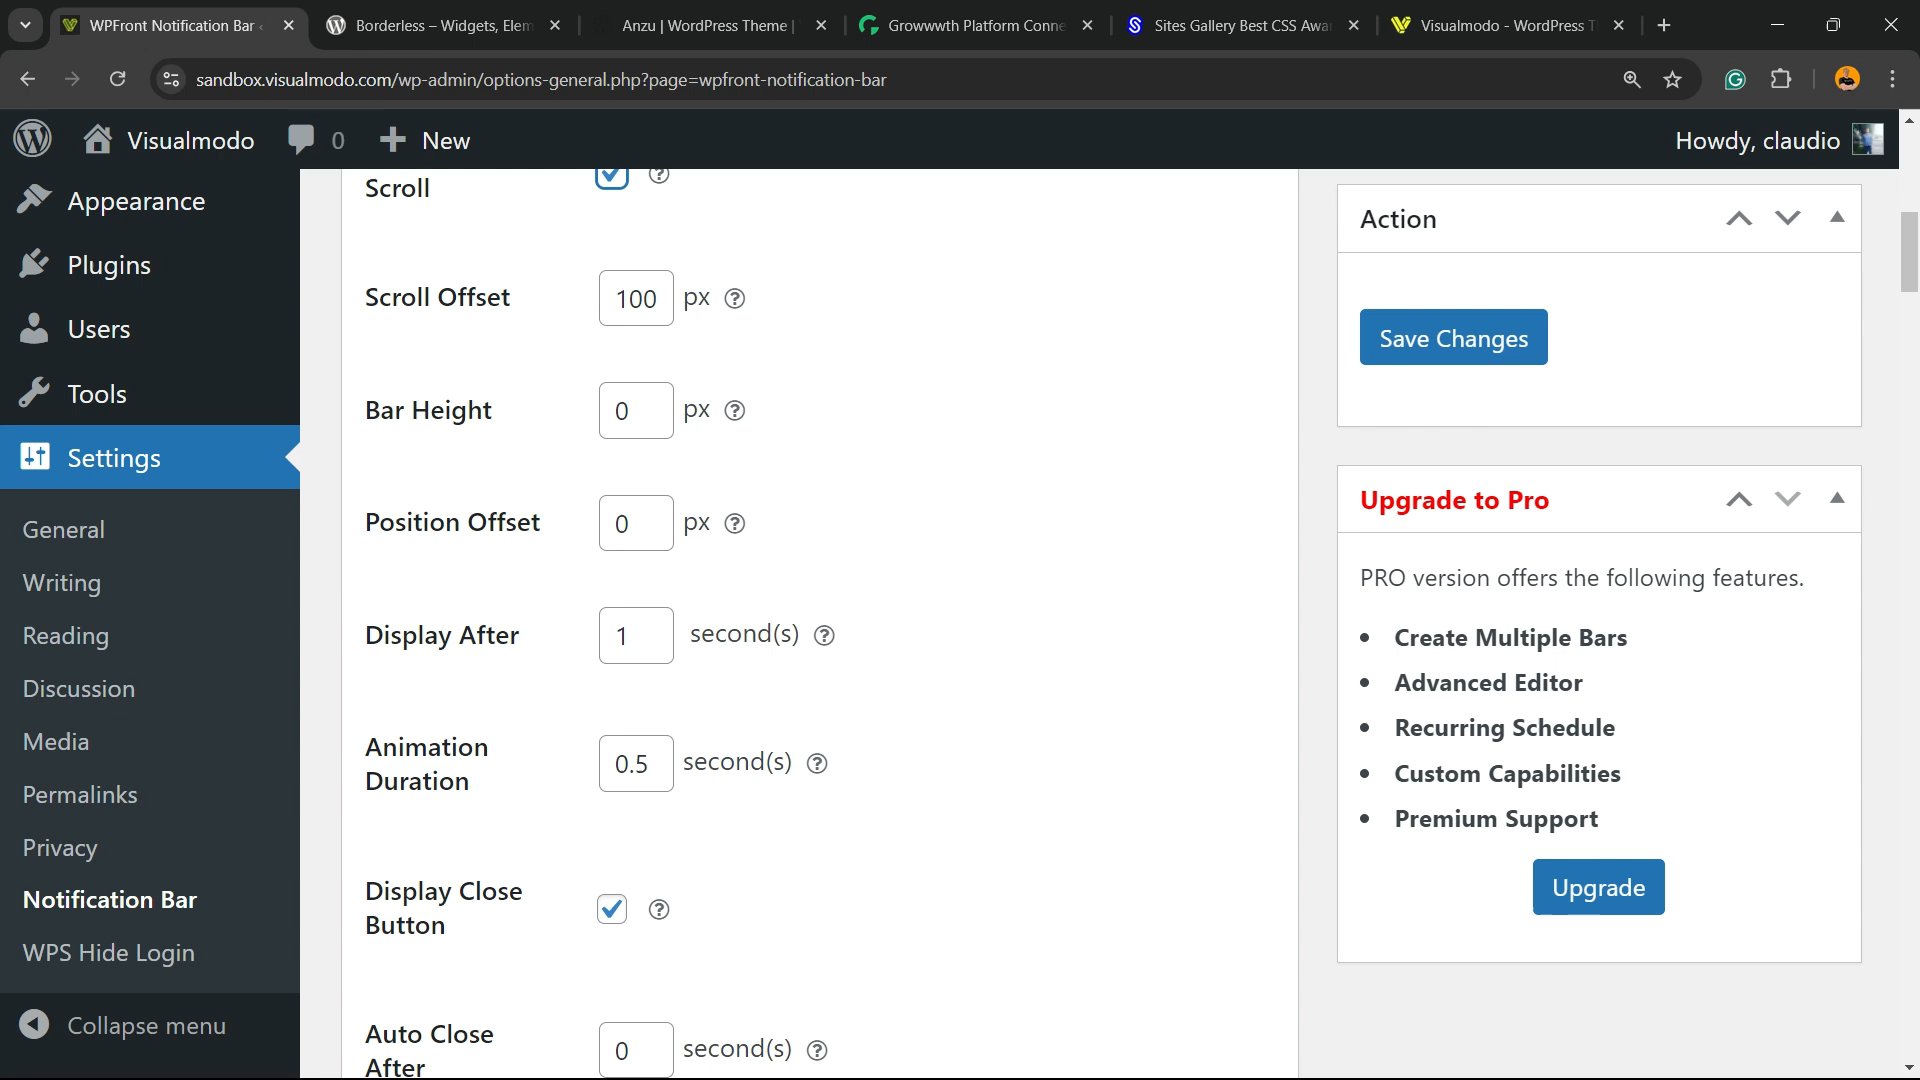 WPFront Notification Bar ‹
Borderless – Widgets, Elem
Anzu | WordPress Theme |
Growwwth Platform Conne
Sites Gallery Best CSS Awar
Visualmodo - WordPress T
sandbox.visualmodo.com/wp-admin/options-general.php?page=wpfront-notification-bar
Visualmodo
0
New
Howdy, claudio
Appearance
Plugins
Users
Tools
Settings
General
Writing
Reading
Discussion
Media
Permalinks
Privacy
Notification Bar
WPS Hide Login
Collapse menu
Scroll
Scroll Offset 100 px
Bar Height 0 px
Position Offset 0 px
Display After 1 second(s)
Animation
Duration
0.5 second(s)
Display Close
Button
Auto Close
After
0 second(s)
Action
Save Changes
Upgrade to Pro
PRO version offers the following features.
• Create Multiple Bars
• Advanced Editor
• Recurring Schedule
• Custom Capabilities
• Premium Support
Upgrade